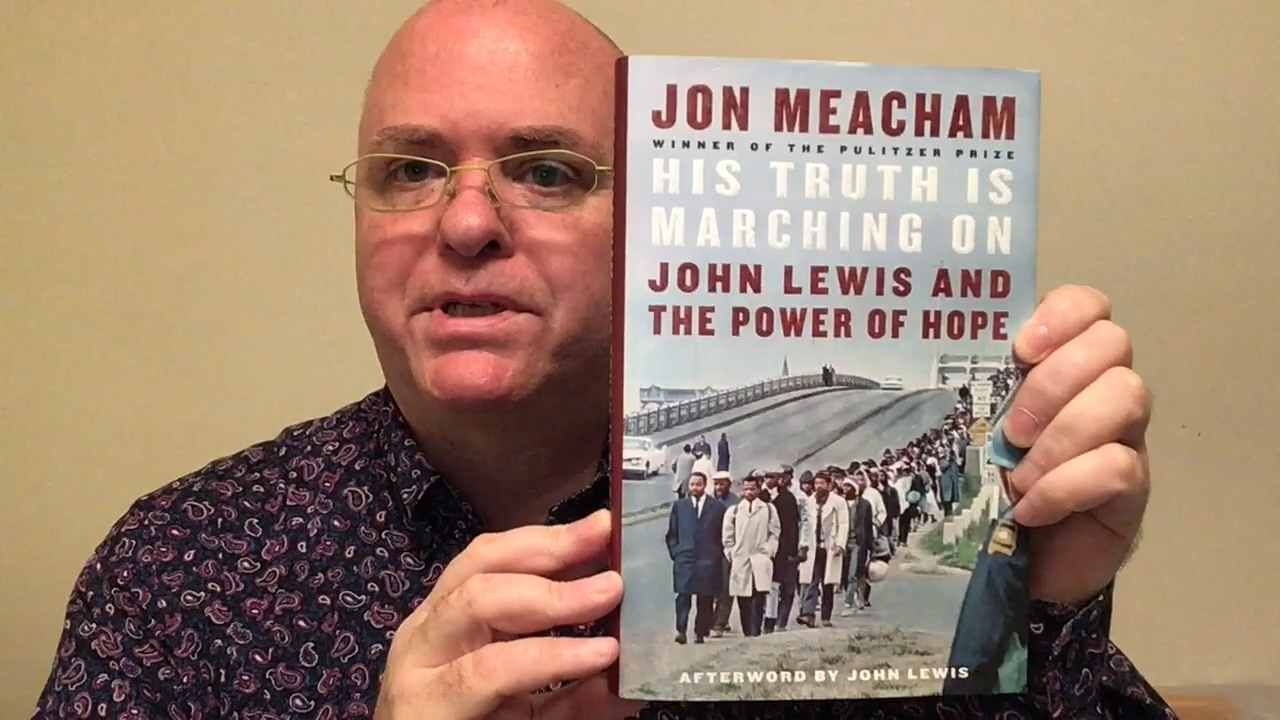 JON MEACHAM
WINNER OF THE PULITZER PRIZE
HIS TRUTH IS
MARCHING ON
JOHN LEWIS AND
THE POWER OF HOPE
AFTERWORD BY JOHN LEWIS